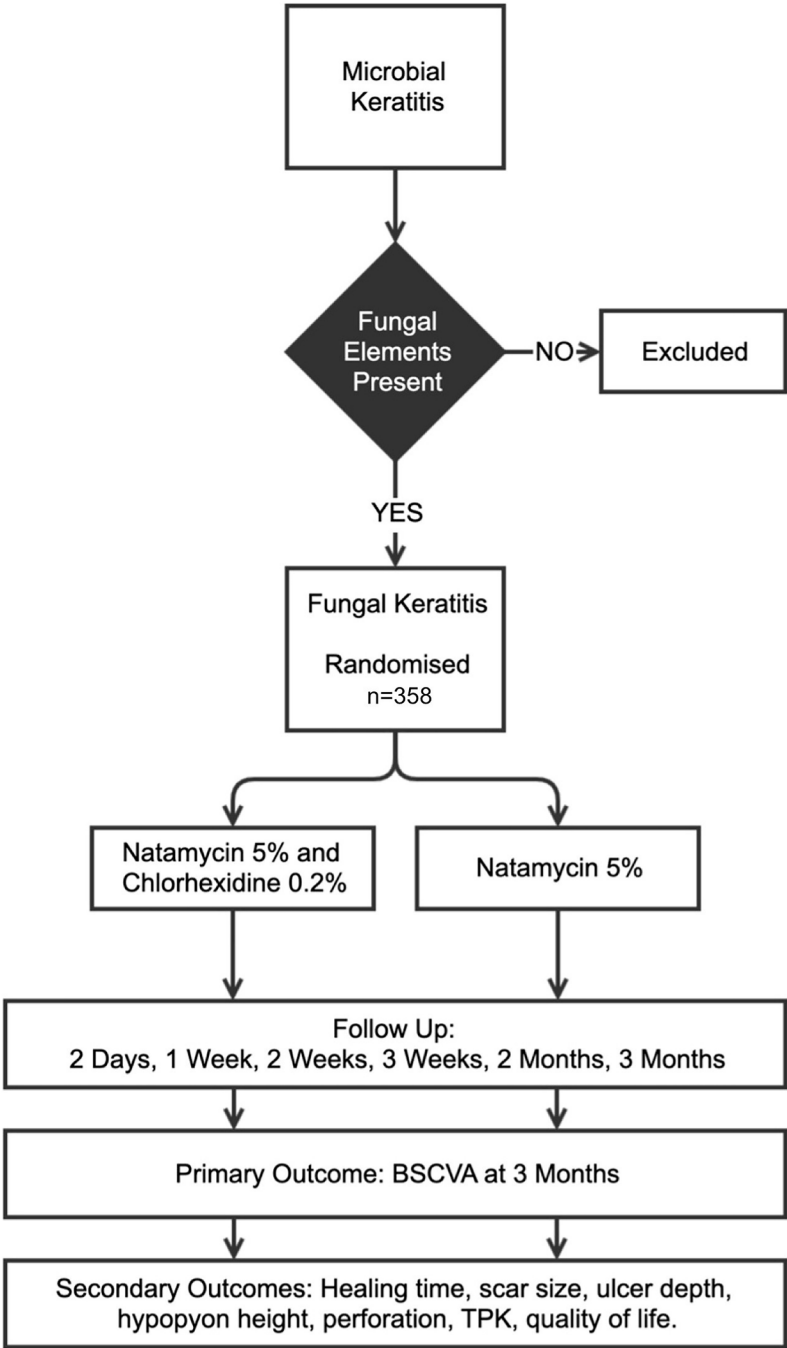 Microbial
Keratitis
Fungal
Elements
Present
NO
Excluded
YES
Fungal Keratitis
Randomised
n=358
Natamycin 5% and
Chlorhexidine 0.2%
Natamycin 5%
Follow Up:
2 Days, 1 Week, 2 Weeks, 3 Weeks, 2 Months, 3 Months
Primary Outcome: BSCVA at 3 Months
Secondary Outcomes: Healing time, scar size, ulcer depth,
hypopyon height, perforation, TPK, quality of life.